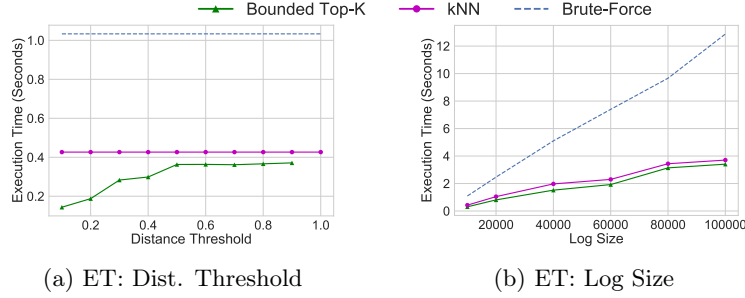 Bounded Top-K kNN Brute-Force
Execution Time (Seconds)
1.0
0.8
0.6
0.4
0.2
0.2 0.4 0.6 0.8 1.0
Distance Threshold
(a) ET: Dist. Threshold
Execution Time (Seconds)
12
10
8
6
4
2
0
20000 40000 60000 80000 100000
Log Size
(b) ET: Log Size